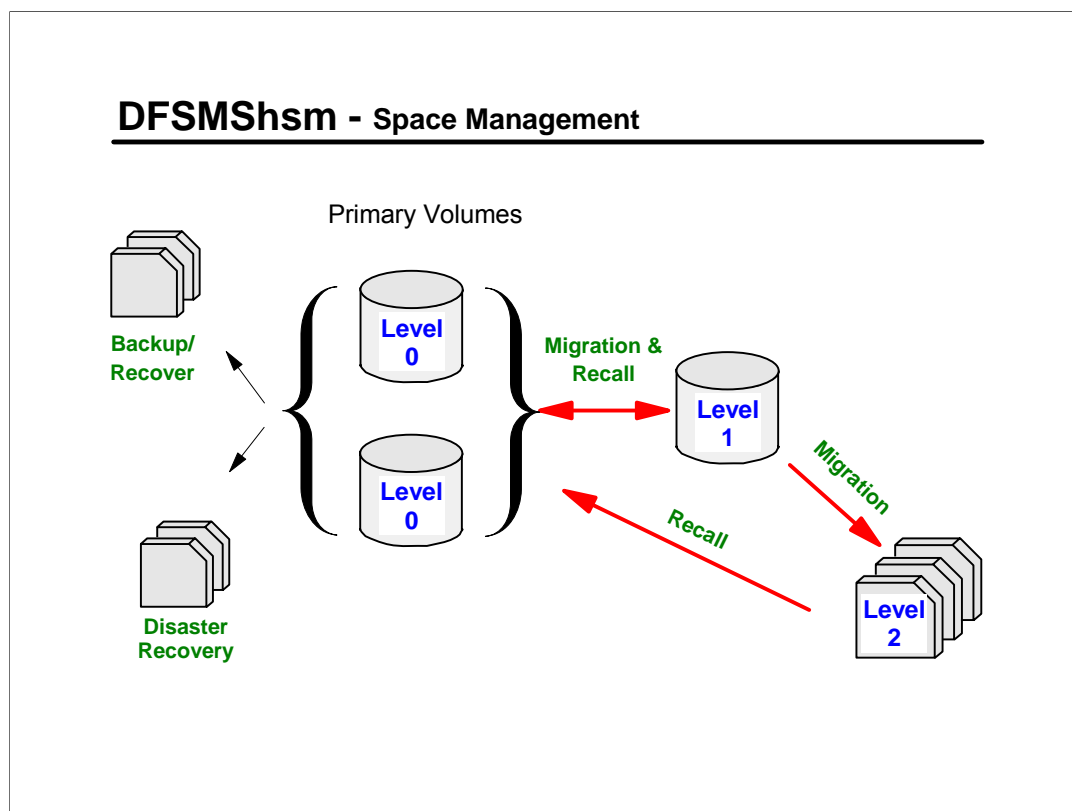 DFSMShsm - Space Management
Primary Volumes
Level
0
Backup/
Recover
Migration &
Recall
Level
1
Level
0
Migration
Recall
Level
2
Disaster
Recovery